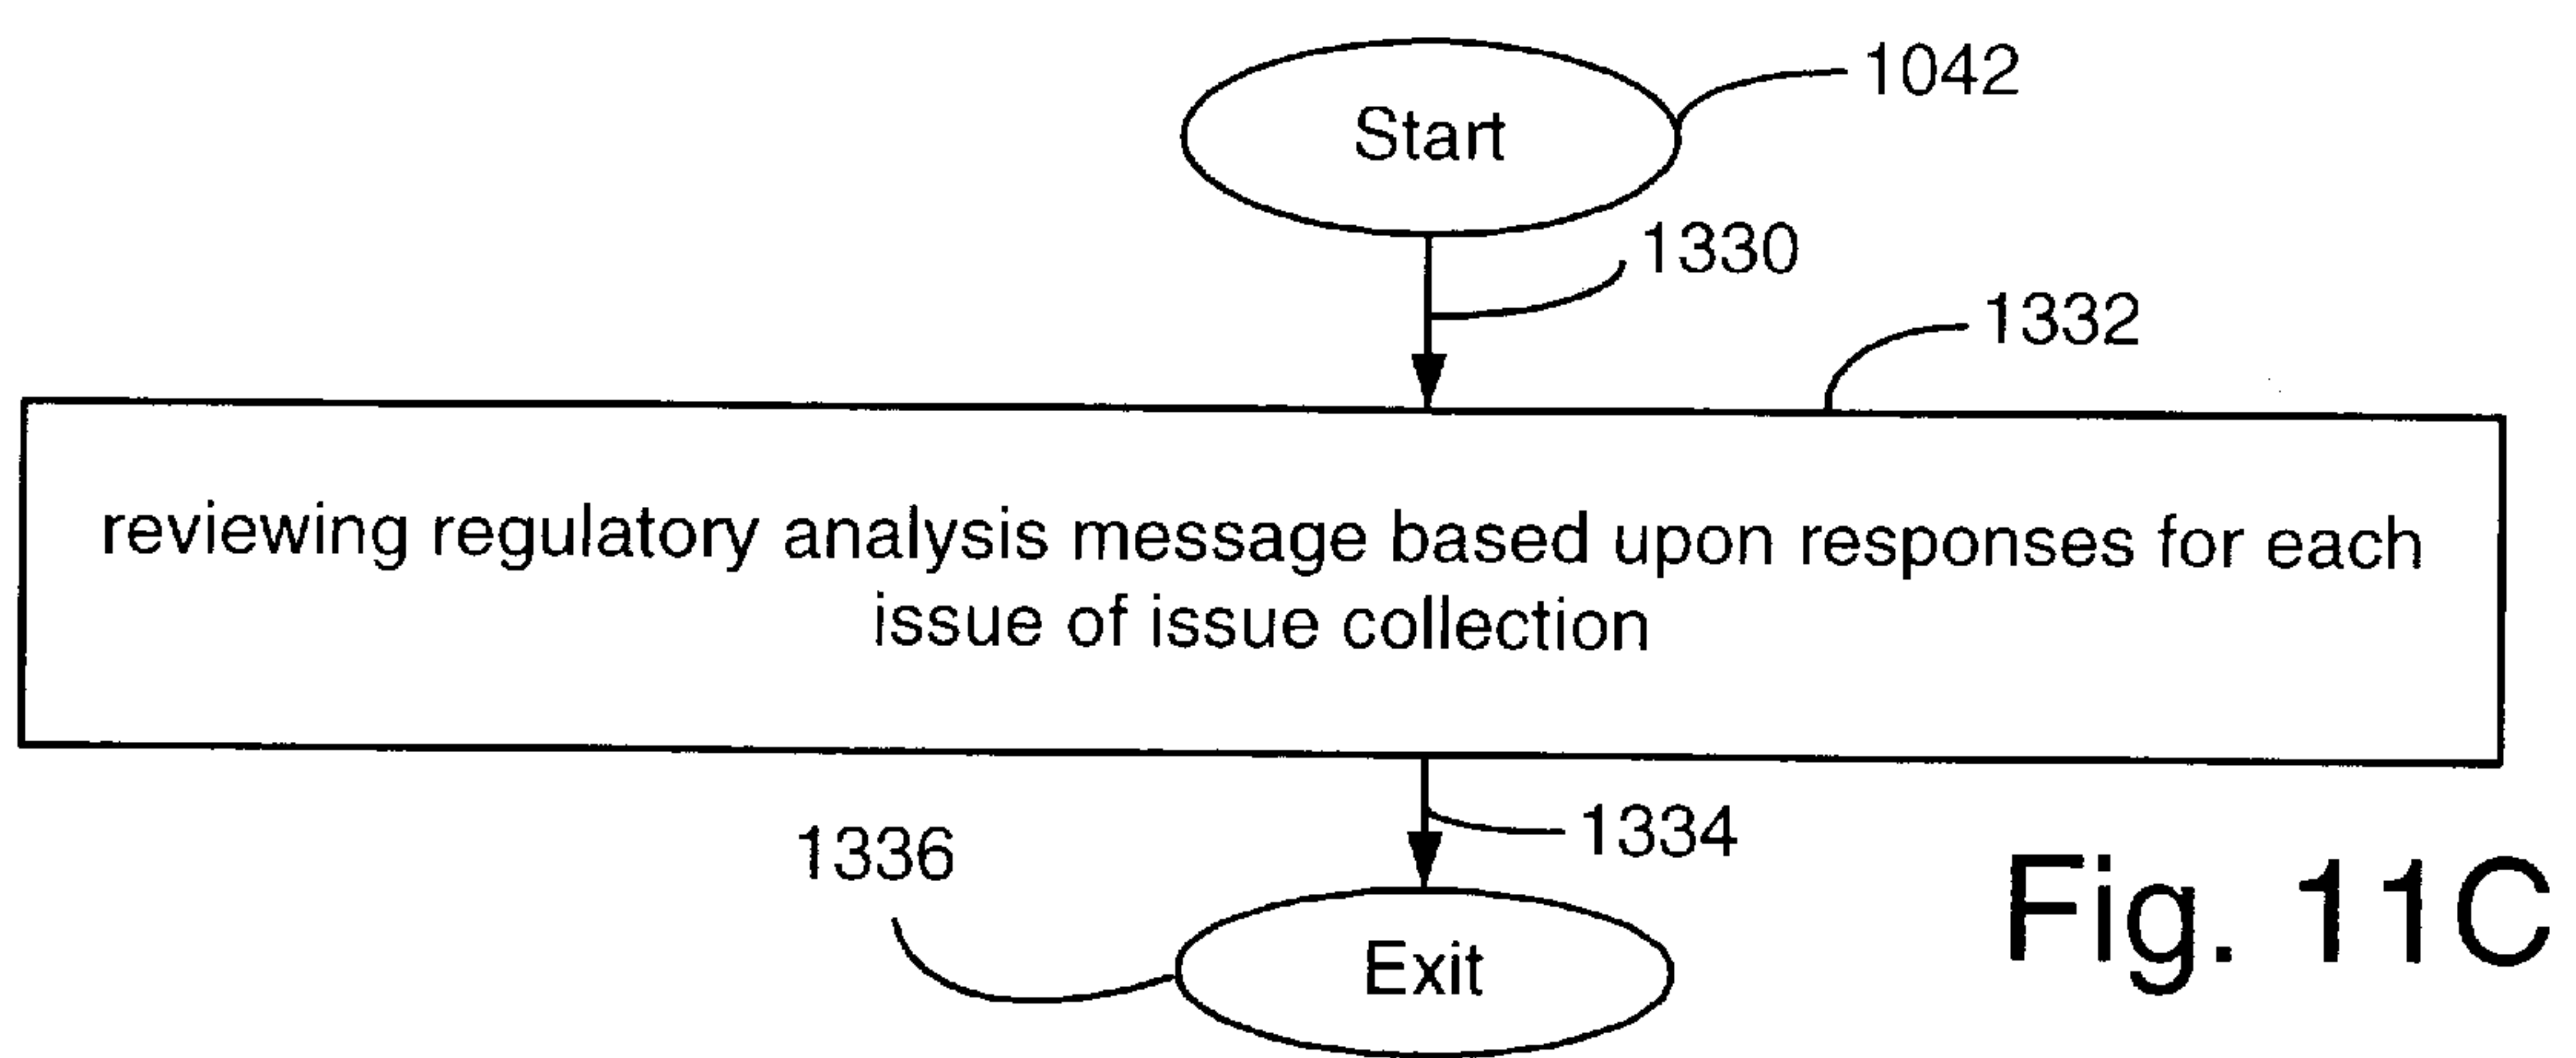 Start
1042
1330
1332
reviewing regulatory analysis message based upon responses for each
issue of issue collection
1334
1336
Exit
Fig. 11C